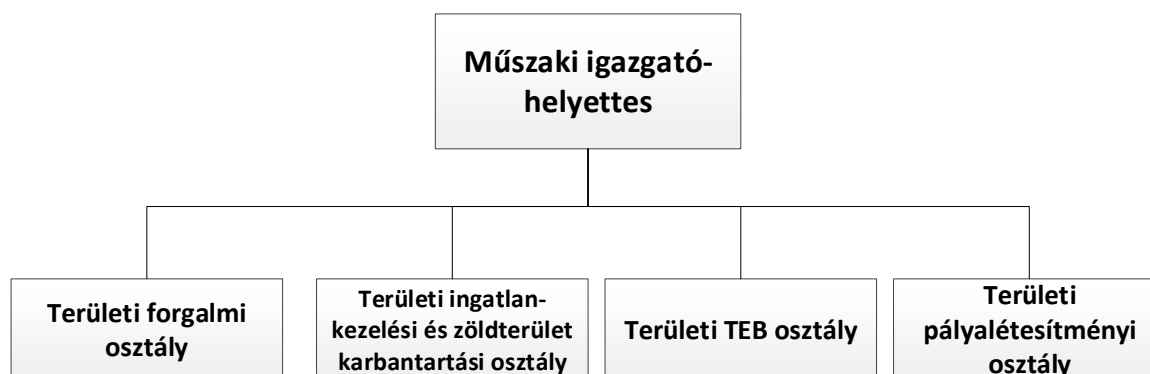 Műszaki igazgató-
helyettes
Területi forgalmi
osztály
Területi ingatlan-
kezelési és zöldterület
karbantartási osztály
Területi TEB osztály
Területi
pályalétesítményi
osztály